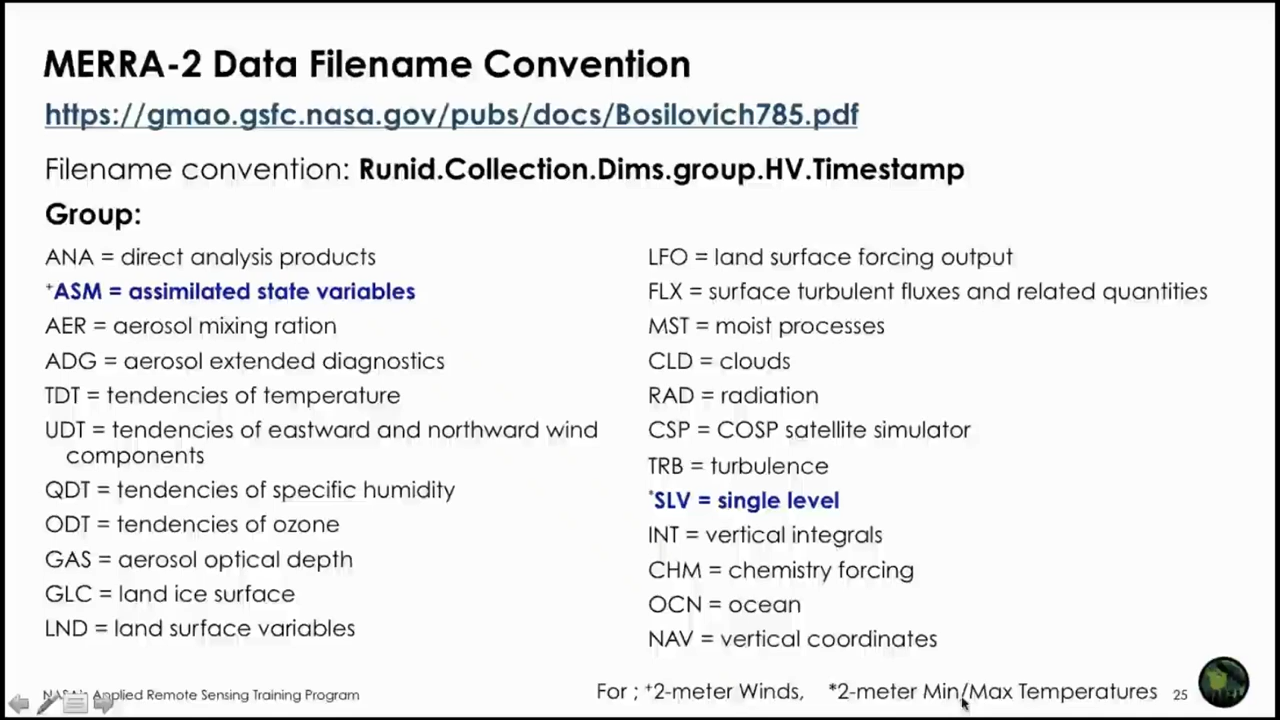 MERRA-2 Data Filename Convention
https://gmao.gsfc.nasa.gov/pubs/docs/Bosilovich785.pdf
Filename convention: Runid.Collection.Dims.group.HV.Timestamp
Group:
ANA = direct analysis products
+ASM = assimilated state variables
AER = aerosol mixing ration
ADG = aerosol extended diagnostics
TDT = tendencies of temperature
UDT = tendencies of eastward and northward wind
components
QDT = tendencies of specific humidity
ODT = tendencies of ozone
GAS = aerosol optical depth
GLC = land ice surface
LND = land surface variables
LFO = land surface forcing output
FLX = surface turbulent fluxes and related quantities
MST = moist processes
CLD = clouds
RAD = radiation
CSP = COSP satellite simulator
TRB = turbulence
*SLV = single level
INT = vertical integrals
CHM = chemistry forcing
OCN = ocean
NAV = vertical coordinates
Applied Remote Sensing Training Program
For ; +2-meter Winds, *2-meter Min/Max Temperatures
25